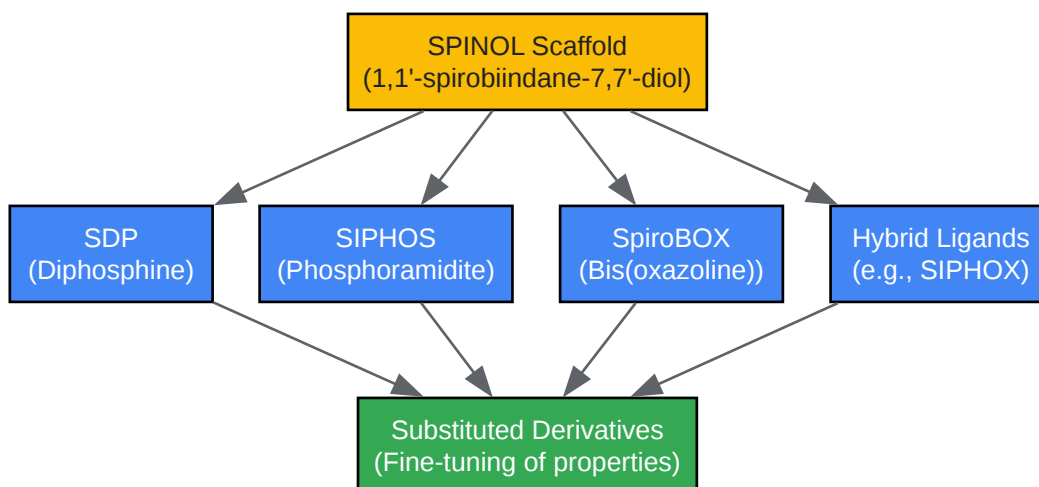 SPINOL Scaffold
(1,1'-spirobiindane-7,7'-diol)
SDP
(Diphosphine)
SIPHOS
(Phosphoramidite)
SpiroBOX
(Bis(oxazoline))
Hybrid Ligands
(e.g., SIPHOX)
Substituted Derivatives
(Fine-tuning of properties)